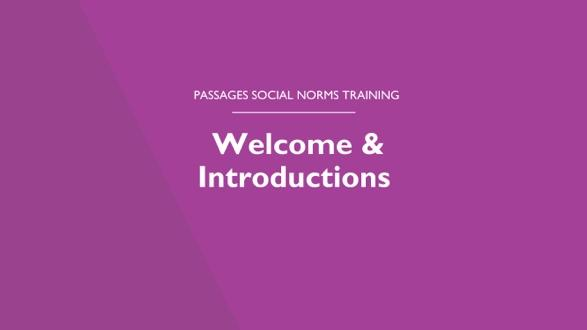 PASSAGES SOCIAL NORMS TRAINING
Welcome &
Introductions